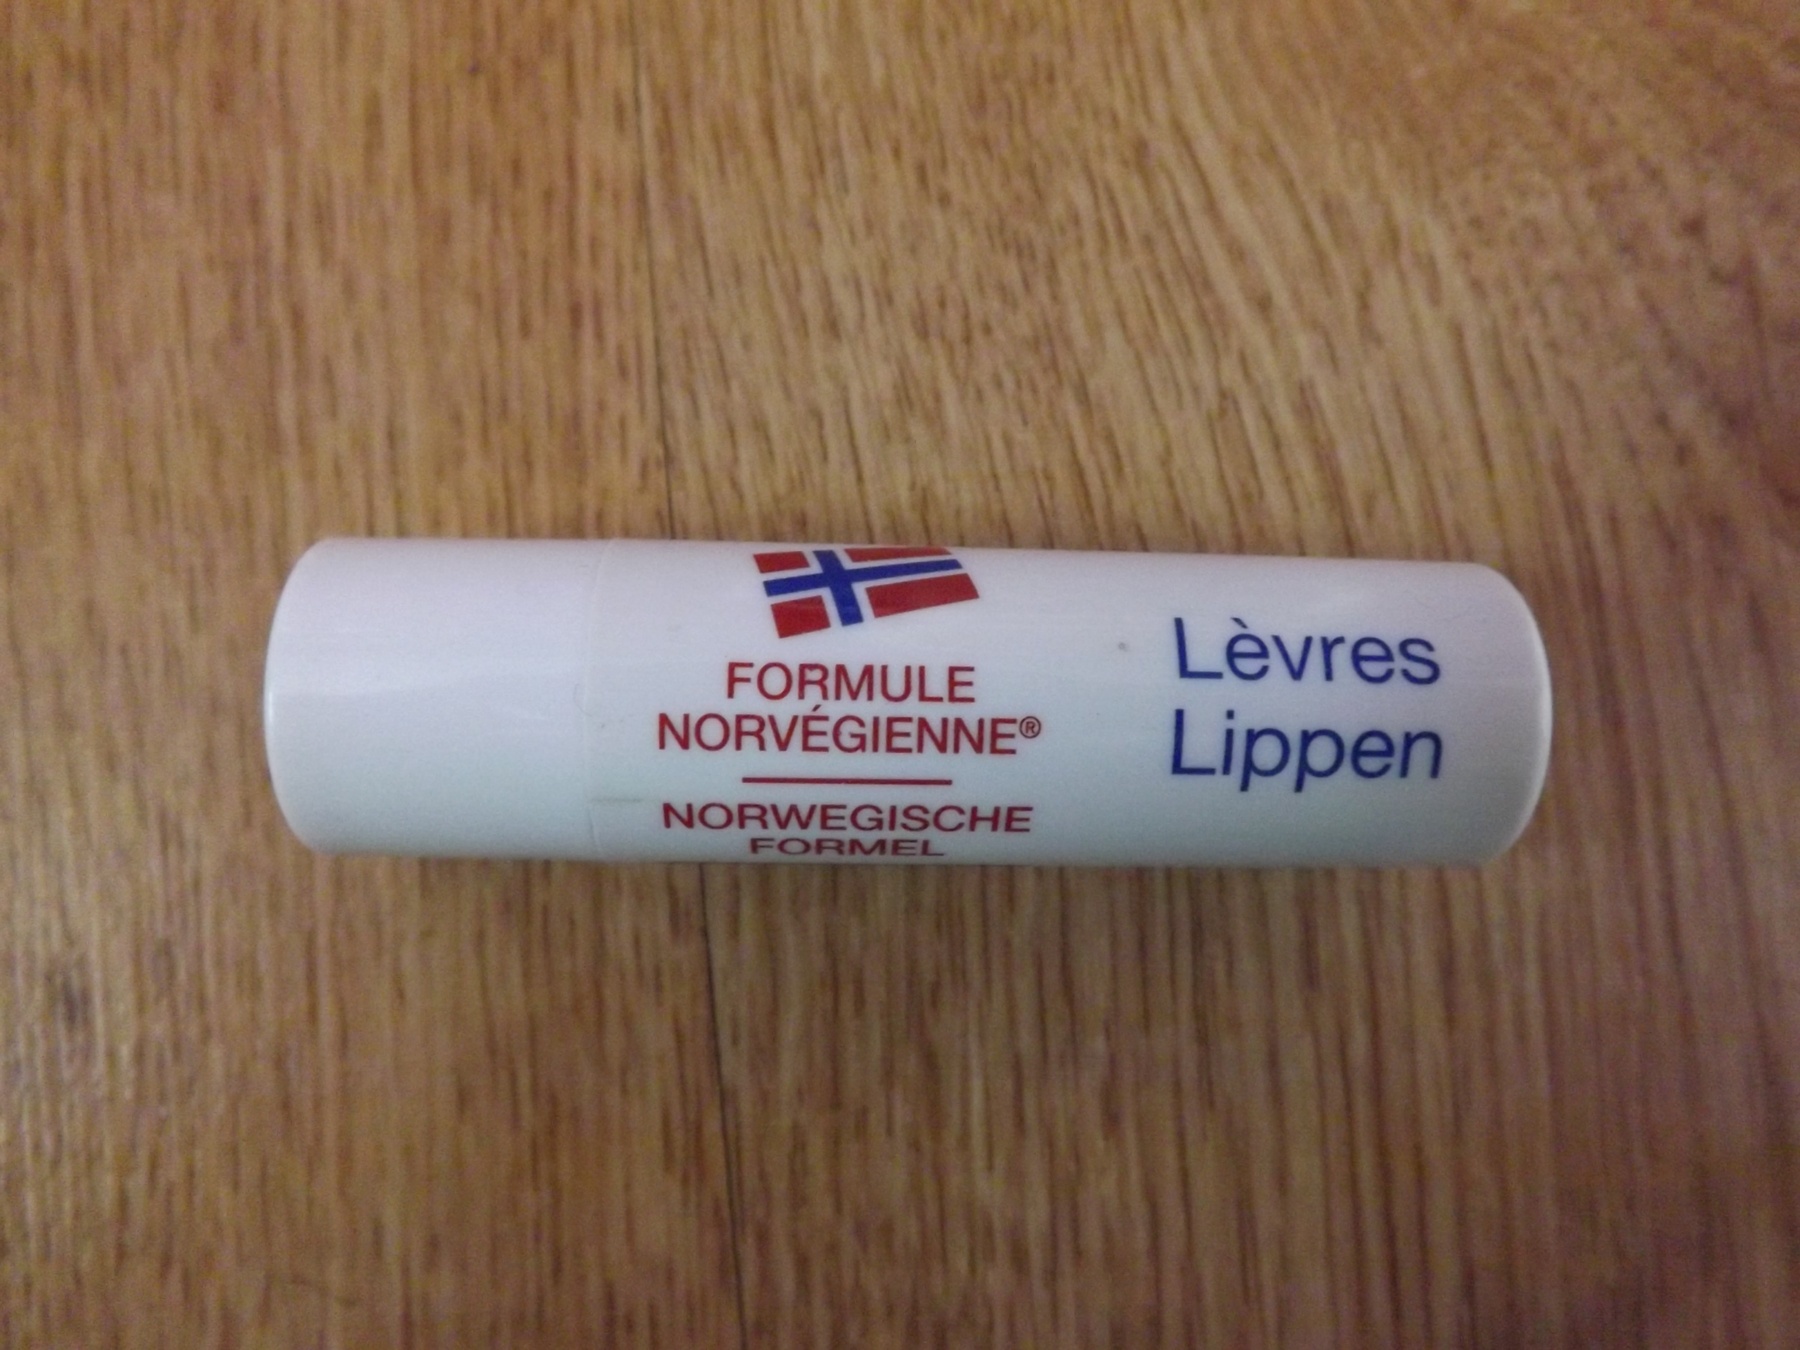 FORMULE
NORVÉGIENNE®
NORWEGISCHE
FORMEL
Lèvres
Lippen